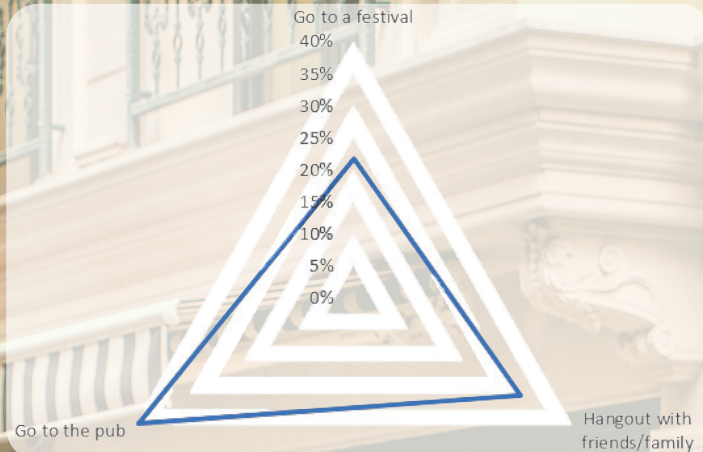 Go to a festival
40%
35%
30%
25%
20%
15%
10%
5%
0%
Go to the pub
Hangout with
friends/family